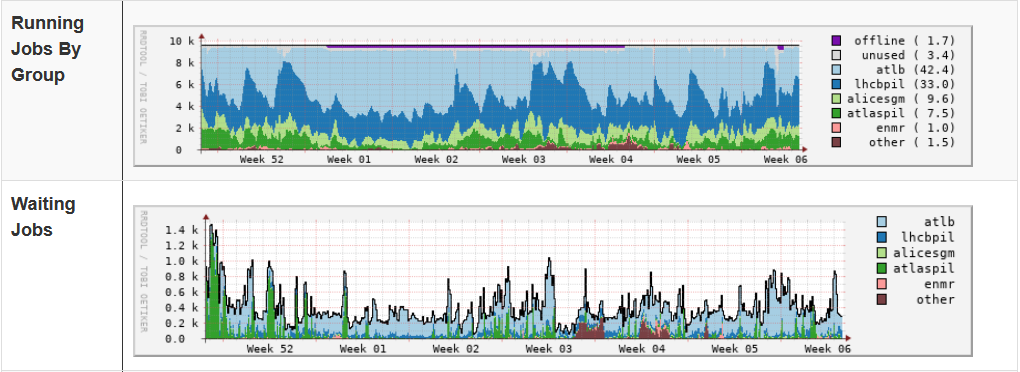 Running
Jobs By
Group
RRDTOOL / TOBI OETIKER
10 k
8 k
6 k
4 k
2 k
0
Week 52 Week 01 Week 02 Week 03 Week 04 Week 05 Week 06
offline ( 1.7)
unused ( 3.4)
atlb (42.4)
lhcbpil (33.0)
alicesgm ( 9.6)
atlaspil ( 7.5)
enmr ( 1.0)
other ( 1.5)
Waiting
Jobs
RRDTOOL / TOBI OETIKER
1.4 k
1.2 k
1.0 k
0.8 k
0.6 k
0.4 k
0.2 k
0.0
Week 52 Week 01 Week 02 Week 03 Week 04 Week 05 Week 06
atlb
lhcbpil
alicesgm
atlaspil
enmr
other